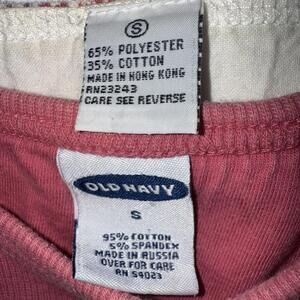 S
65% POLYESTER
35% COTTON
MADE IN HONG KONG
RN23243
CARE SEE REVERSE
OLD NAVY
S
95% COTTON
5% SPANDEX
MADE IN RUSSIA
OVER FOR CARE
RN 54023